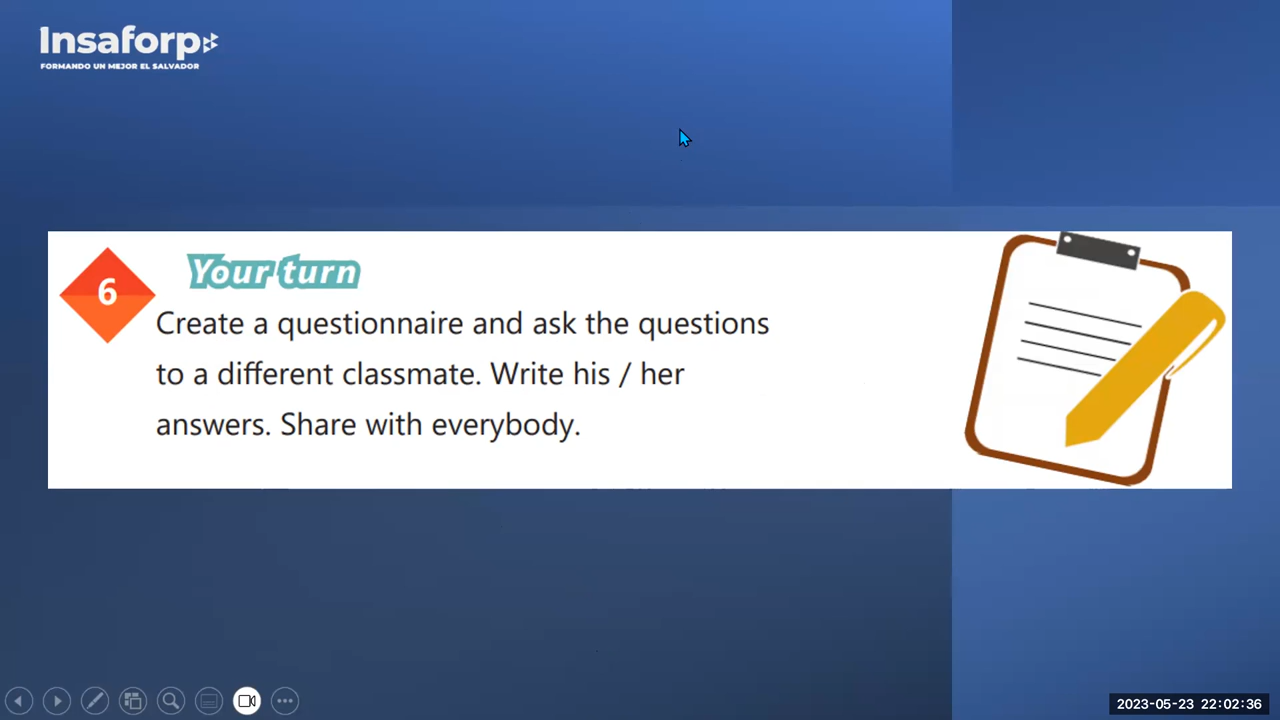 Insaforp
FORMANDO UN MEJOR EL SALVADOR
6
Your turn
Create a questionnaire and ask the questions
to a different classmate. Write his / her
answers. Share with everybody.
2023-05-23 22:02:36